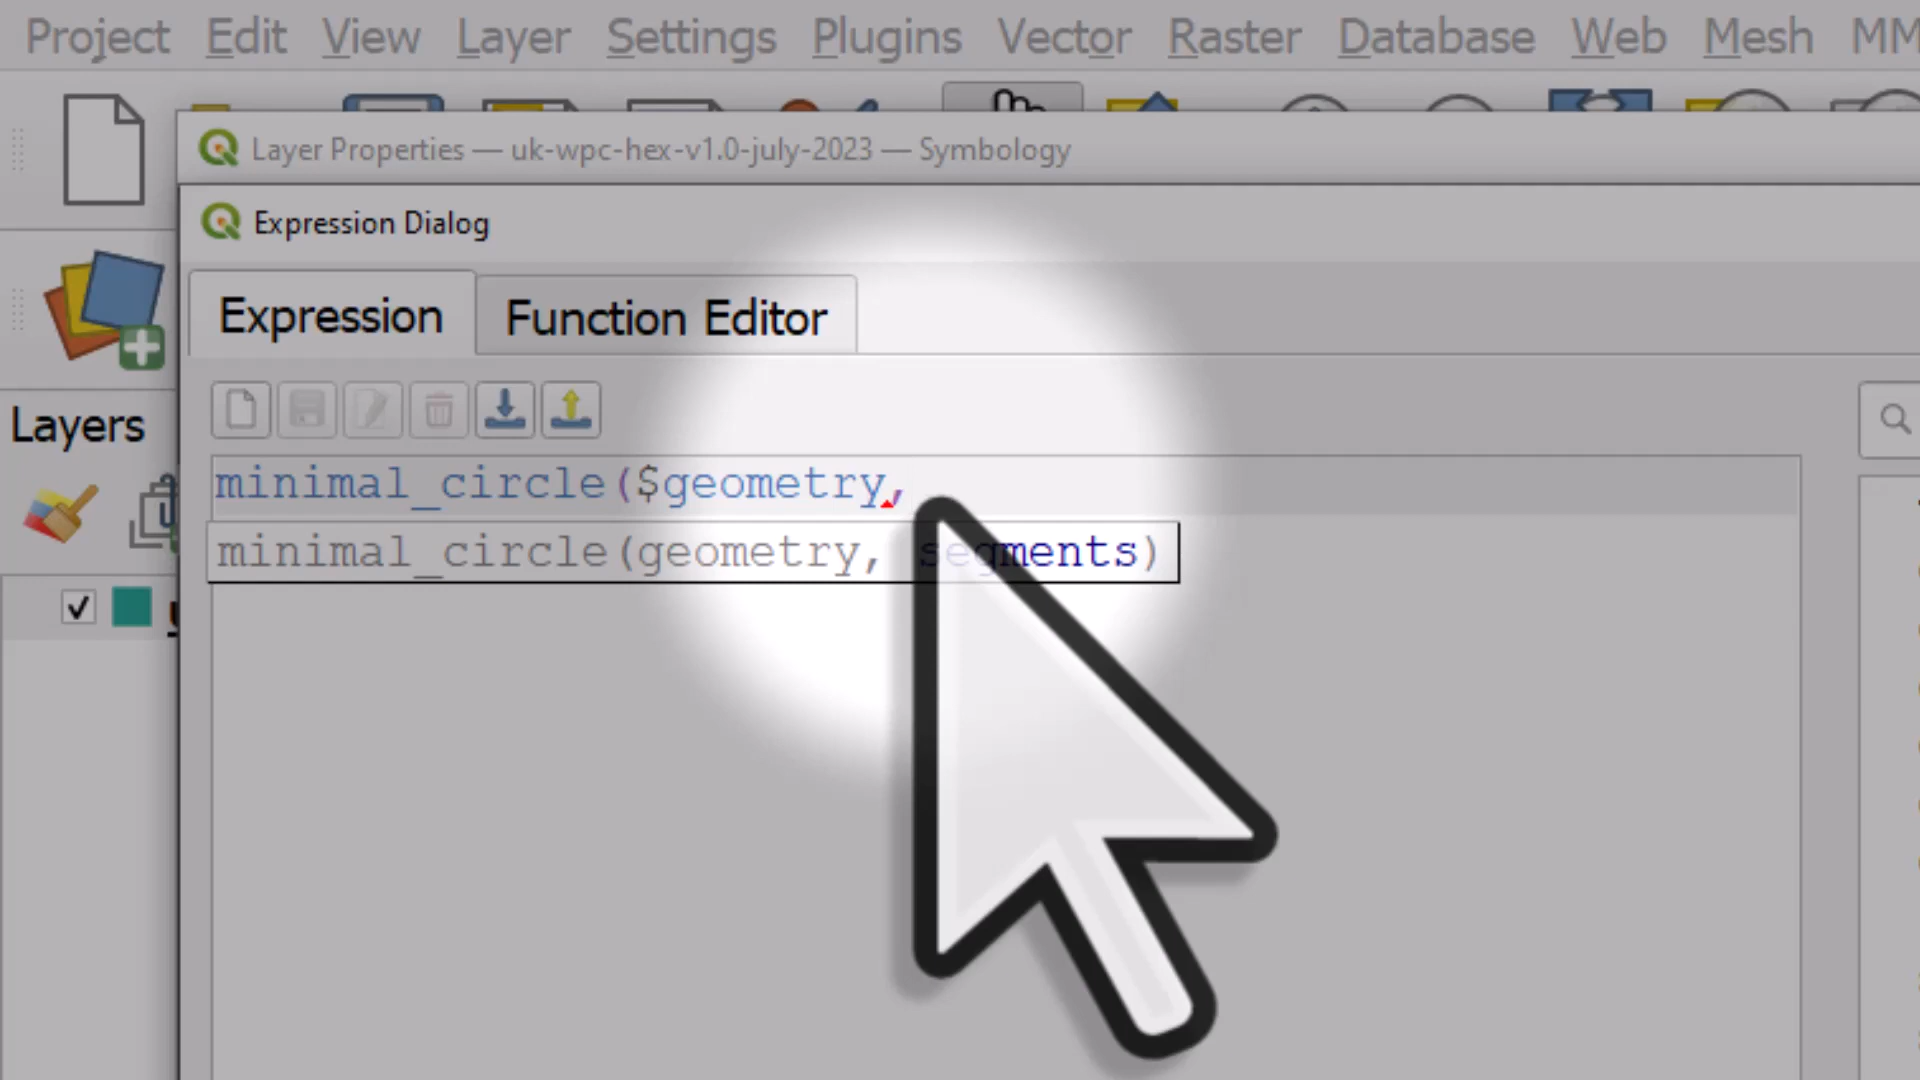 Project Edit View Layer Settings Plugins Vector Raster Database Web Mesh
Layer Properties — uk-wpc-hex-v1.0-july-2023 — Symbology
Expression Dialog
Expression Function Editor
Layers
minimal_circle($geometry,
minimal_circle(geometry, segments)